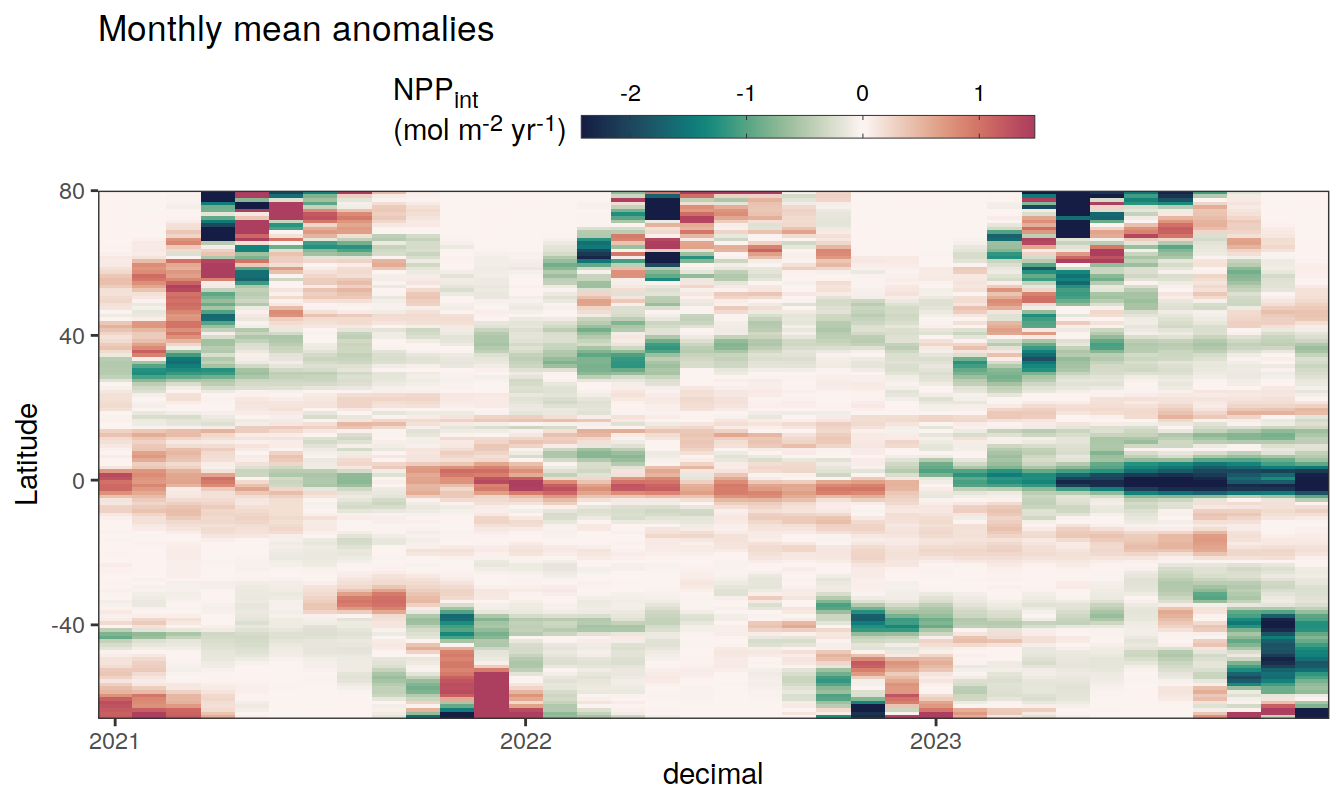 Monthly mean anomalies
NPPint
(mol m-2 yr-1)
-2 -1 0 1
Latitude
80
40
0
-40
2021 2022 2023
decimal